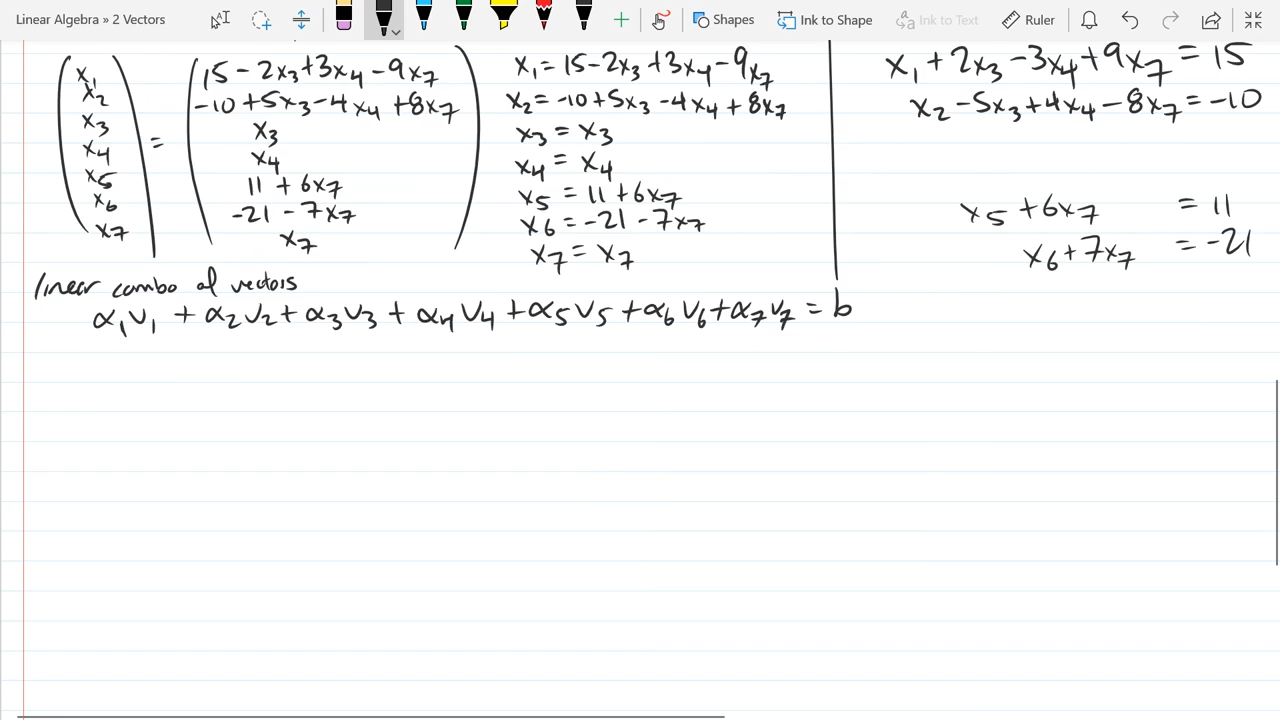 Linear Algebra » 2 Vectors
Shapes
Ink to Shape
Ink to Text
Ruler
x₁
x₂
x₃
x₄
x₅
x₆
x₇
=
15 - 2x₃ + 3x₄ - 9x₇
-10 + 5x₃ - 4x₄ + 8x₇
x₃
x₄
11 + 6x₇
-21 - 7x₇
x₇
x₁ = 15 - 2x₃ + 3x₄ - 9x₇
x₂ = -10 + 5x₃ - 4x₄ + 8x₇
x₃ = x₃
x₄ = x₄
x₅ = 11 + 6x₇
x₆ = -21 - 7x₇
x₇ = x₇
x₁ + 2x₃ - 3x₄ + 9x₇ = 15
x₂ - 5x₃ + 4x₄ - 8x₇ = -10
x₅ + 6x₇ = 11
x₆ + 7x₇ = -21
linear combo of vectors
α₁v₁ + α₂v₂ + α₃v₃ + α₄v₄ + α₅v₅ + α₆v₆ + α₇v₇ = b